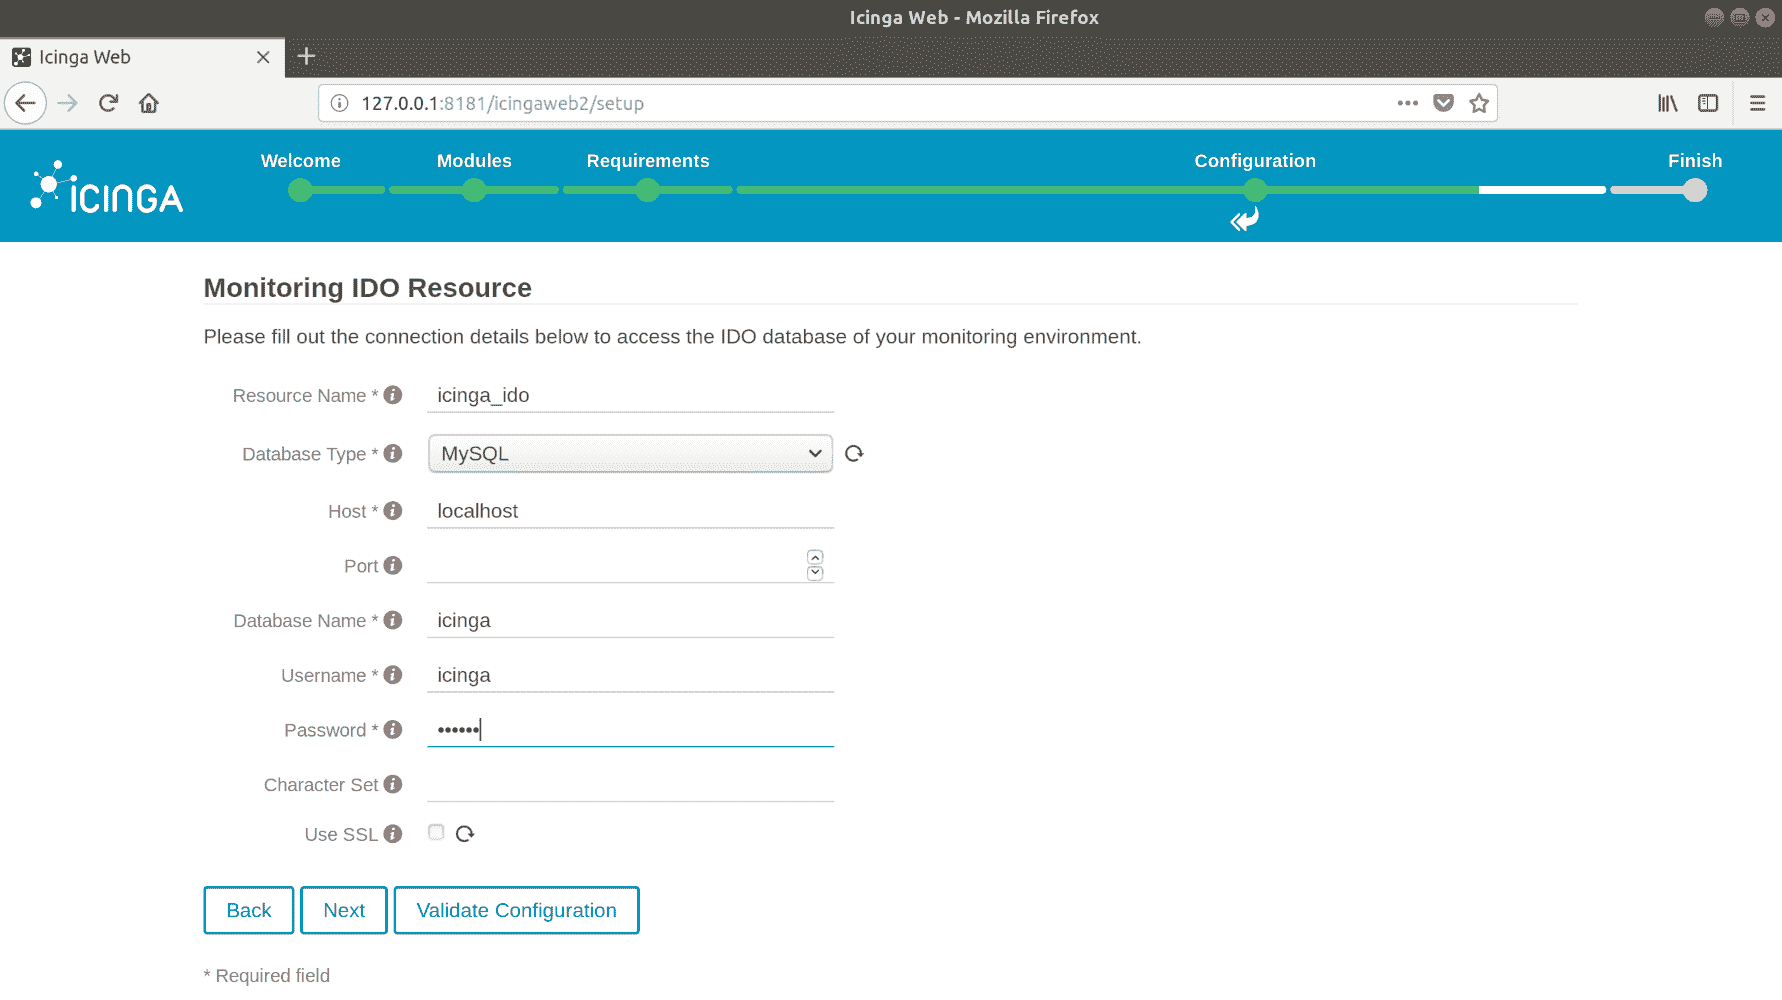 Icinga Web - Mozilla Firefox
Icinga Web
127.0.0.1:8181/icingaweb2/setup
ICINGA
Welcome
Modules
Requirements
Configuration
Finish
Monitoring IDO Resource
Please fill out the connection details below to access the IDO database of your monitoring environment.
Resource Name * icinga_ido
Database Type * MySQL
Host * localhost
Port
Database Name * icinga
Username * icinga
Password * ••••••
Character Set
Use SSL
Back Next Validate Configuration
* Required field